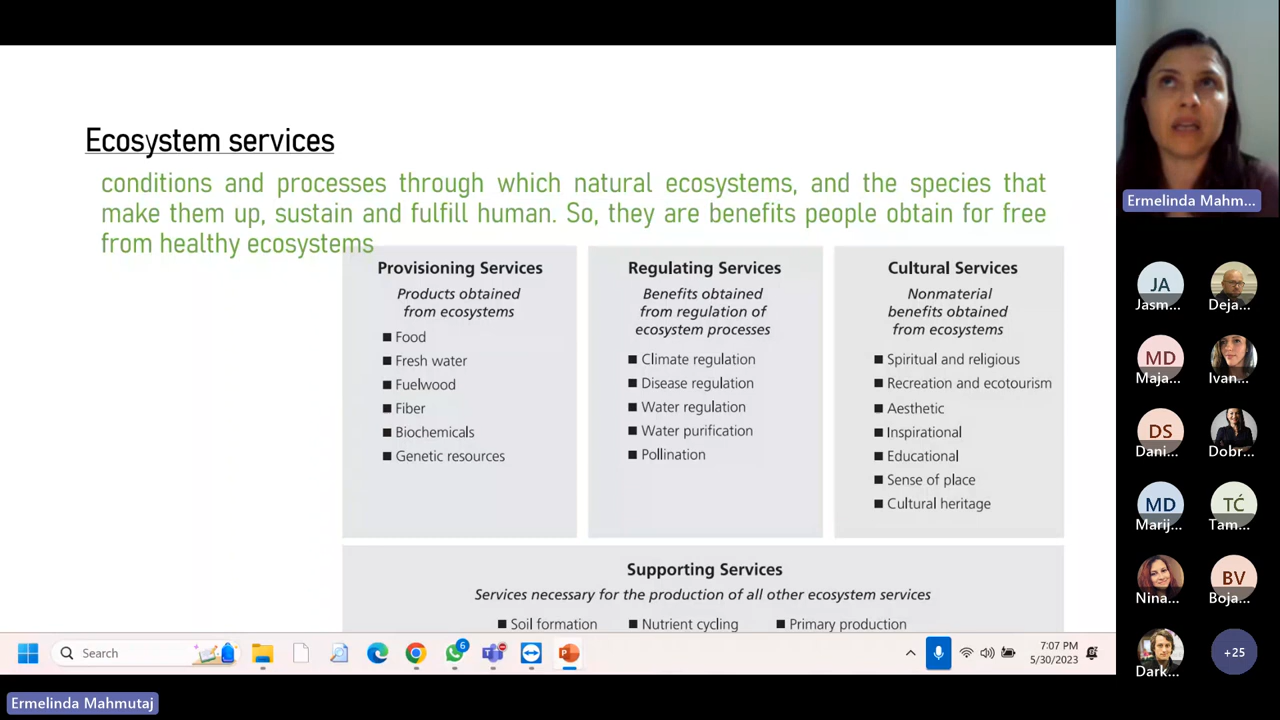 Ecosystem services
conditions and processes through which natural ecosystems, and the species that
make them up, sustain and fulfill human. So, they are benefits people obtain for free
from healthy ecosystems
Provisioning Services
Products obtained
from ecosystems
Food
Fresh water
Fuelwood
Fiber
Biochemicals
Genetic resources
Regulating Services
Benefits obtained
from regulation of
ecosystem processes
Climate regulation
Disease regulation
Water regulation
Water purification
Pollination
Cultural Services
Nonmaterial
benefits obtained
from ecosystems
Spiritual and religious
Recreation and ecotourism
Aesthetic
Inspirational
Educational
Sense of place
Cultural heritage
Supporting Services
Services necessary for the production of all other ecosystem services
Soil formation
Nutrient cycling
Primary production
Search
6
7:07 PM
5/30/2023
Ermelinda Mahmutaj
Ermelinda Mahm...
JA
Jasm...
Deja...
MD
Maja...
Ivan...
DS
Dani...
Dobr...
MD
Marij...
TĆ
Tam...
Nina...
BV
Boja...
Dark...
+25